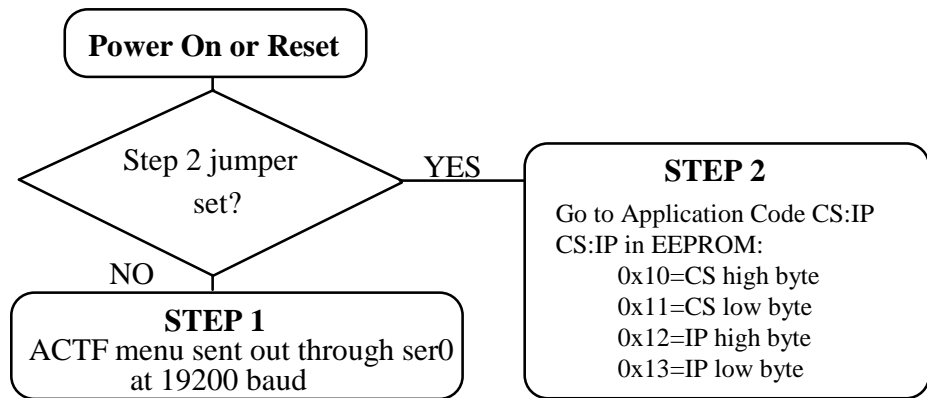 Power On or Reset
Step 2 jumper
set?
YES
NO
STEP 2
Go to Application Code CS:IP
CS:IP in EEPROM:
0x10=CS high byte
0x11=CS low byte
0x12=IP high byte
0x13=IP low byte
STEP 1
ACTF menu sent out through ser0
at 19200 baud